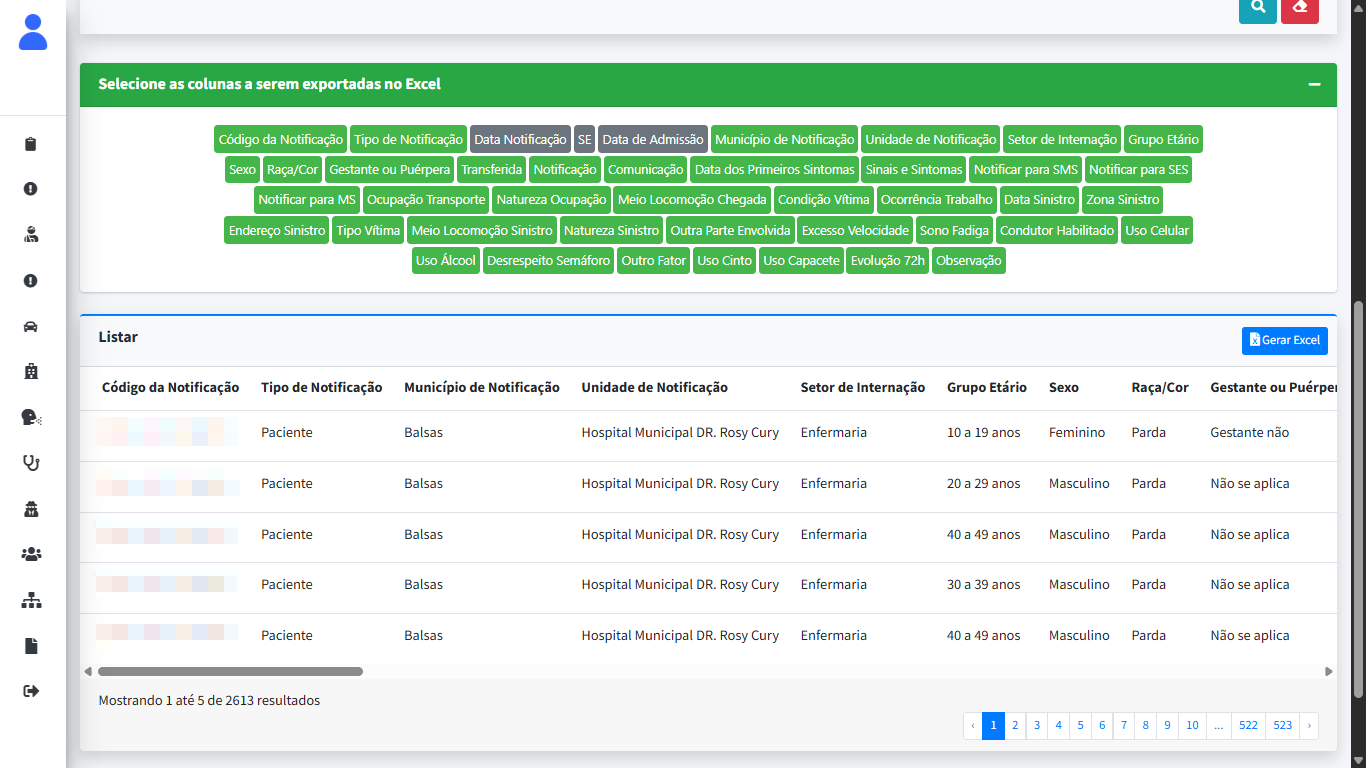 Selecione as colunas a serem exportadas no Excel
Código da Notificação Tipo de Notificação Data Notificação SE Data de Admissão Município de Notificação Unidade de Notificação Setor de Internação Grupo Etário
Sexo Raça/Cor Gestante ou Puérpera Transferida Notificação Comunicação Data dos Primeiros Sintomas Sinais e Sintomas Notificar para SMS Notificar para SES
Notificar para MS Ocupação Transporte Natureza Ocupação Meio Locomoção Chegada Condição Vítima Ocorrência Trabalho Data Sinistro Zona Sinistro
Endereço Sinistro Tipo Vítima Meio Locomoção Sinistro Natureza Sinistro Outra Parte Envolvida Excesso Velocidade Sono Fadiga Condutor Habilitado Uso Celular
Uso Álcool Desrespeito Semáforo Outro Fator Uso Cinto Uso Capacete Evolução 72h Observação
Listar Gerar Excel
Código da Notificação Tipo de Notificação Município de Notificação Unidade de Notificação Setor de Internação Grupo Etário Sexo Raça/Cor Gestante ou Puérper
Paciente Balsas Hospital Municipal DR. Rosy Cury Enfermaria 10 a 19 anos Feminino Parda Gestante não
Paciente Balsas Hospital Municipal DR. Rosy Cury Enfermaria 20 a 29 anos Masculino Parda Não se aplica
Paciente Balsas Hospital Municipal DR. Rosy Cury Enfermaria 40 a 49 anos Masculino Parda Não se aplica
Paciente Balsas Hospital Municipal DR. Rosy Cury Enfermaria 30 a 39 anos Masculino Parda Não se aplica
Paciente Balsas Hospital Municipal DR. Rosy Cury Enfermaria 40 a 49 anos Masculino Parda Não se aplica
Mostrando 1 até 5 de 2613 resultados
‹ 1 2 3 4 5 6 7 8 9 10 ... 522 523 ›